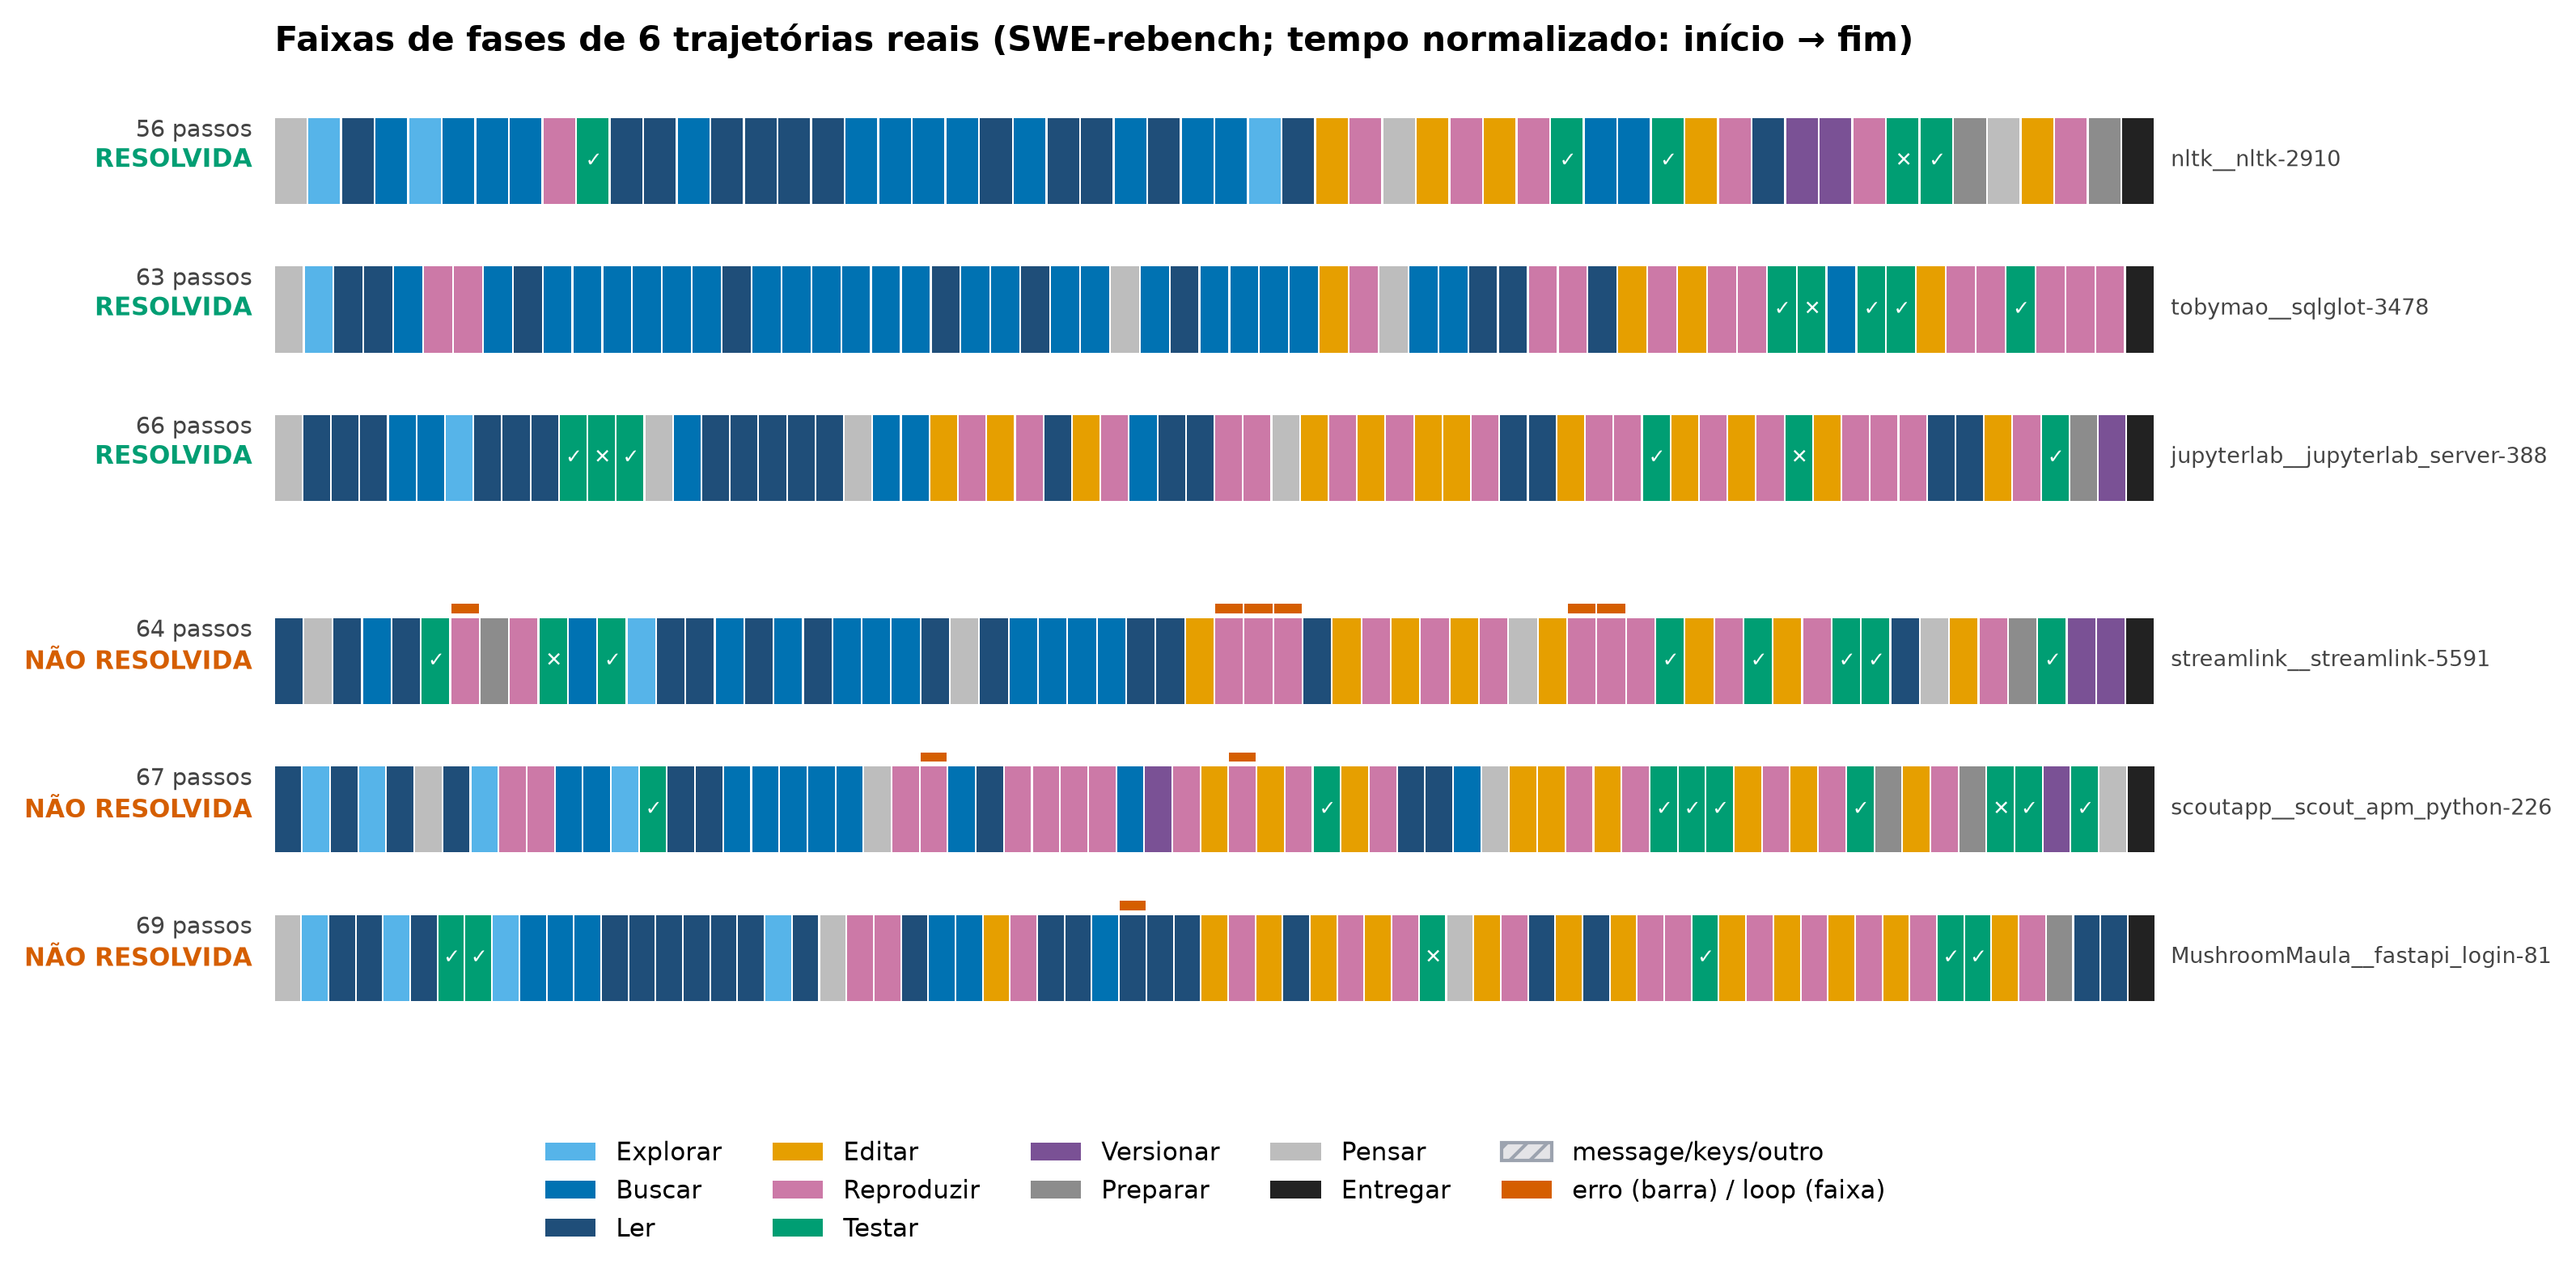 Faixas de fases de 6 trajetórias reais (SWE-rebench; tempo normalizado: início → fim)
56 passos
RESOLVIDA
✓ ✓ ✓ ✕ ✓
nltk__nltk-2910
63 passos
RESOLVIDA
✓ ✕ ✓ ✓ ✓
tobymao__sqlglot-3478
66 passos
RESOLVIDA
✓ ✕ ✓ ✓ ✕ ✓
jupyterlab__jupyterlab_server-388
64 passos
NÃO RESOLVIDA
✓ ✕ ✓ ✓ ✓ ✓ ✓ ✓
streamlink__streamlink-5591
67 passos
NÃO RESOLVIDA
✓ ✓ ✓ ✓ ✓ ✓ ✕ ✓ ✓
scoutapp__scout_apm_python-226
69 passos
NÃO RESOLVIDA
✓ ✓ ✕ ✓ ✓ ✓
MushroomMaula__fastapi_login-81
Explorar
Buscar
Ler
Editar
Reproduzir
Testar
Versionar
Preparar
Pensar
Entregar
message/keys/outro
erro (barra) / loop (faixa)